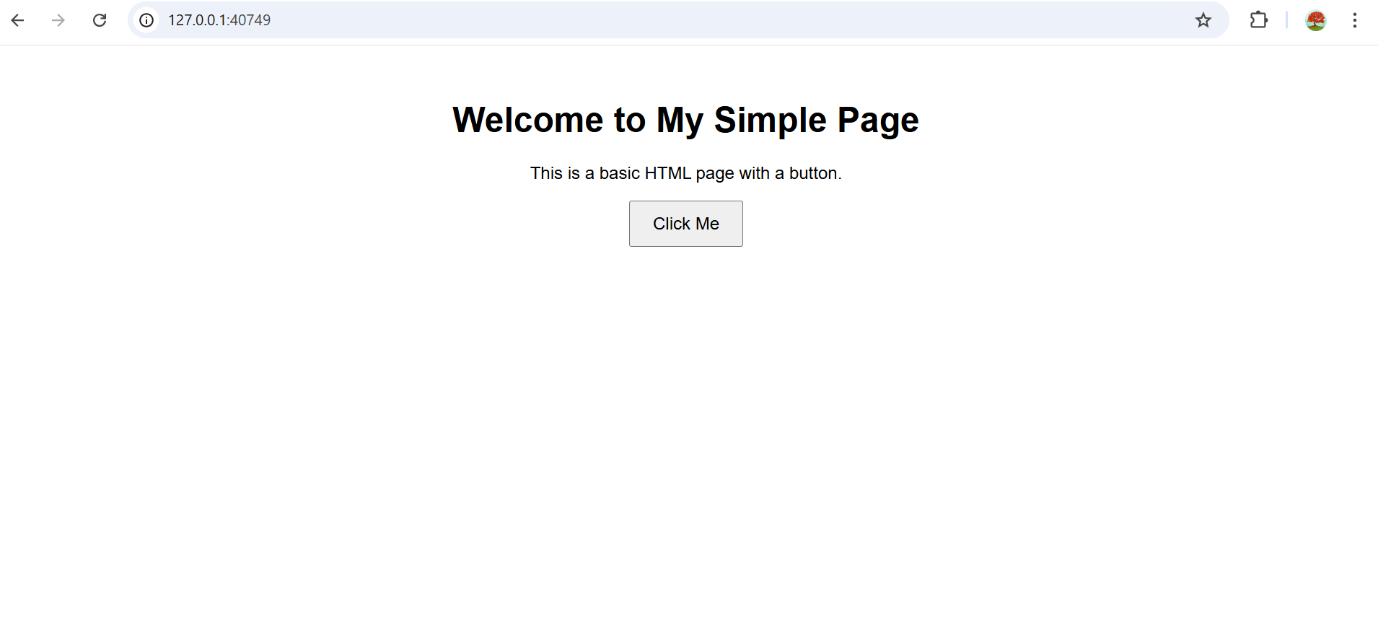 127.0.0.1:40749
Welcome to My Simple Page
This is a basic HTML page with a button.
Click Me